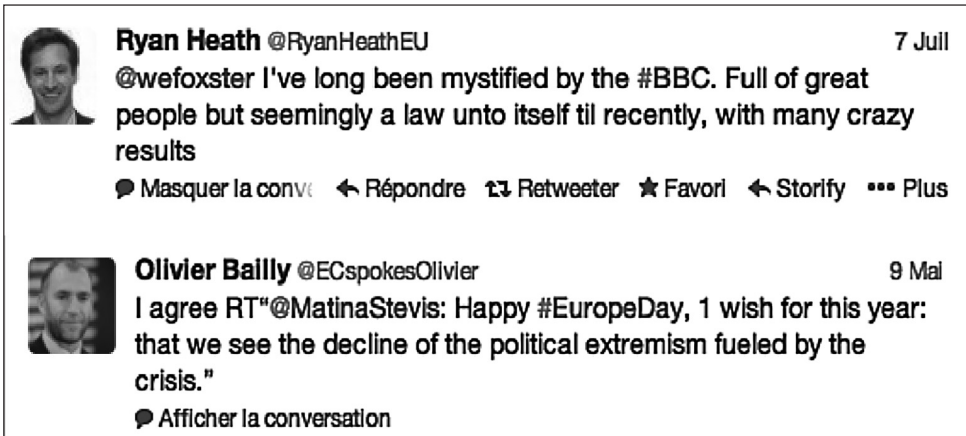 Ryan Heath @RyanHeathEU 7 Juil
@wefoxster I've long been mystified by the #BBC. Full of great
people but seemingly a law unto itself til recently, with many crazy
results
Masquer la conv Répondre Retweeter Favori Storify Plus
Olivier Bailly @ECspokesOlivier 9 Mai
I agree RT"@MatinaStevis: Happy #EuropeDay, 1 wish for this year:
that we see the decline of the political extremism fueled by the
crisis."
Afficher la conversation